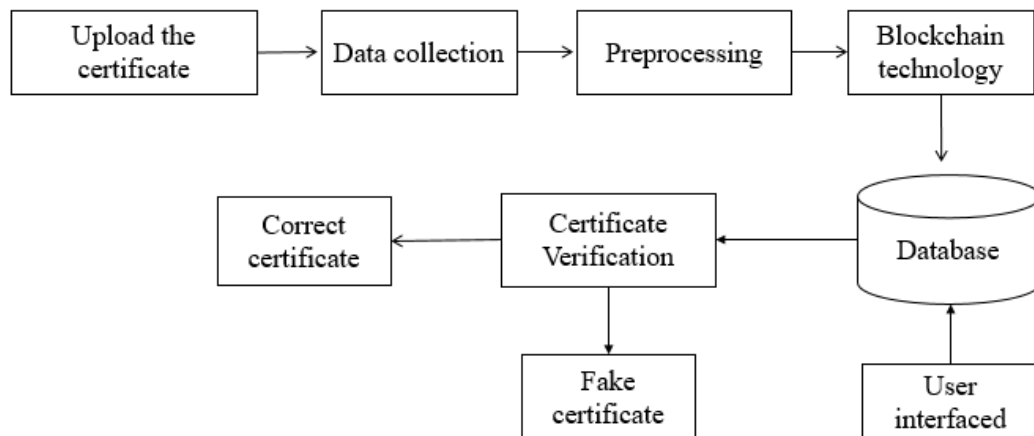 Upload the
certificate
Data collection
Preprocessing
Blockchain
technology
Correct
certificate
Certificate
Verification
Database
Fake
certificate
User
interfaced